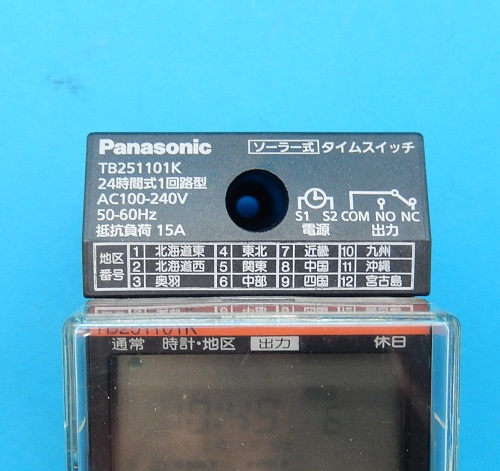 Panasonic
ソーラー式 タイムスイッチ
TB251101K
24時間式1回路型
AC100-240V
50-60Hz
抵抗負荷 15A
S1 S2 COM NO NC
電源 出力
地区番号
1 北海道東 4 東北 7 近畿 10 九州
2 北海道西 5 関東 8 中国 11 沖縄
3 奥羽 6 中部 9 四国 12 宮古島
TB251101K
通常 時計・地区 出力 休日
10:45